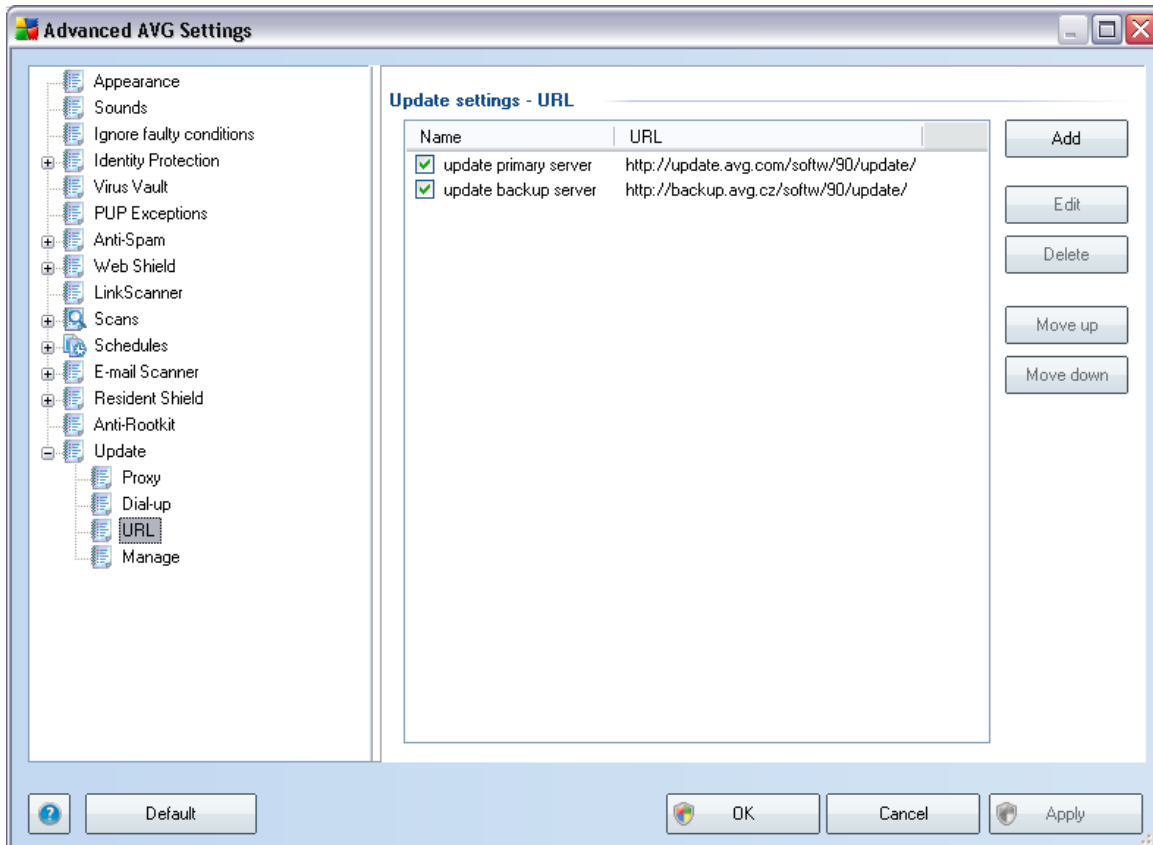 Advanced AVG Settings
Appearance
Sounds
Ignore faulty conditions
Identity Protection
Virus Vault
PUP Exceptions
Anti-Spam
Web Shield
LinkScanner
Scans
Schedules
E-mail Scanner
Resident Shield
Anti-Rootkit
Update
Proxy
Dial-up
URL
Manage
Update settings - URL
Name URL
update primary server http://update.avg.com/softw/90/update/
update backup server http://backup.avg.cz/softw/90/update/
Add
Edit
Delete
Move up
Move down
? Default OK Cancel Apply